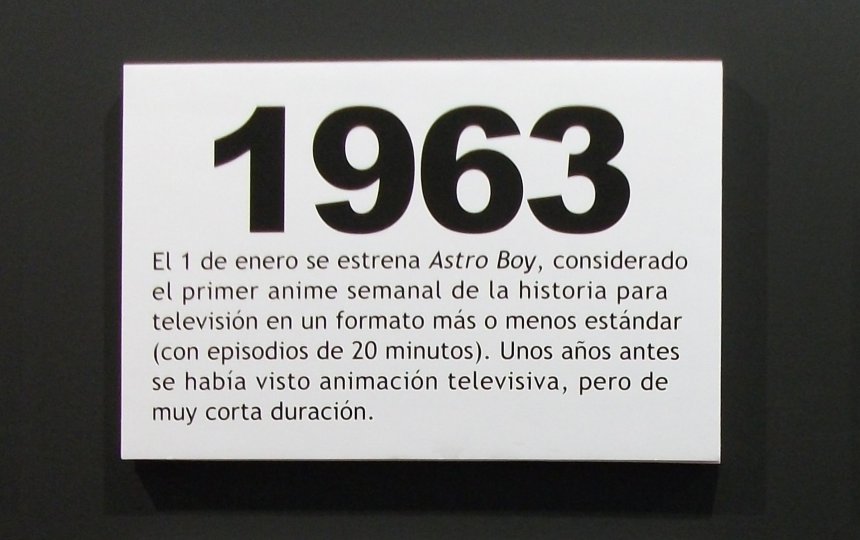 1963
El 1 de enero se estrena Astro Boy, considerado
el primer anime semanal de la historia para
televisión en un formato más o menos estándar
(con episodios de 20 minutos). Unos años antes
se había visto animación televisiva, pero de
muy corta duración.